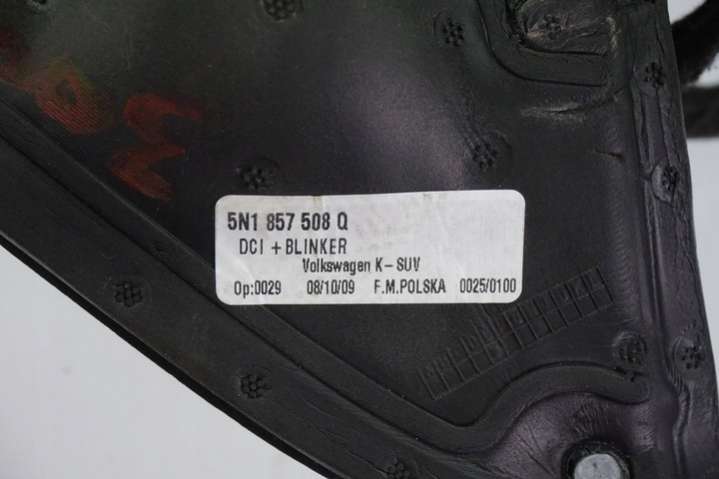 5N1 857 508 Q
DCI +BLINKER
Volkswagen K-SUV
Op:0029 08/10/09 F.M.POLSKA 0025/0100